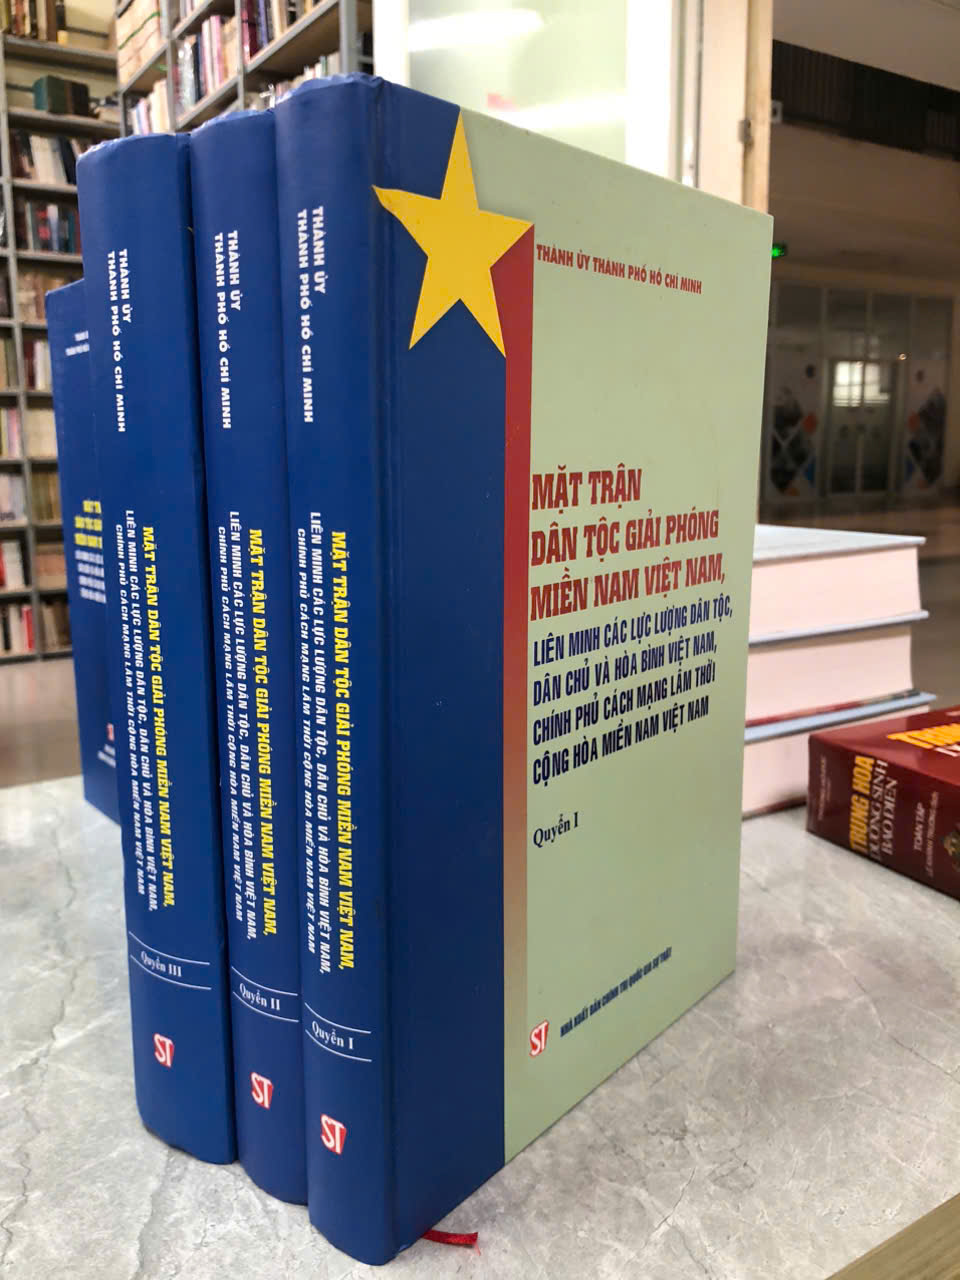 THÀNH ỦY
THÀNH PHỐ HỒ CHÍ MINH
MẶT TRẬN DÂN TỘC GIẢI PHÓNG MIỀN NAM VIỆT NAM,
LIÊN MINH CÁC LỰC LƯỢNG DÂN TỘC, DÂN CHỦ VÀ HÒA BÌNH VIỆT NAM,
CHÍNH PHỦ CÁCH MẠNG LÂM THỜI CỘNG HÒA MIỀN NAM VIỆT NAM
Quyển III
ST
THÀNH ỦY
THÀNH PHỐ HỒ CHÍ MINH
MẶT TRẬN DÂN TỘC GIẢI PHÓNG MIỀN NAM VIỆT NAM,
LIÊN MINH CÁC LỰC LƯỢNG DÂN TỘC, DÂN CHỦ VÀ HÒA BÌNH VIỆT NAM,
CHÍNH PHỦ CÁCH MẠNG LÂM THỜI CỘNG HÒA MIỀN NAM VIỆT NAM
Quyển II
ST
THÀNH ỦY
THÀNH PHỐ HỒ CHÍ MINH
MẶT TRẬN DÂN TỘC GIẢI PHÓNG MIỀN NAM VIỆT NAM,
LIÊN MINH CÁC LỰC LƯỢNG DÂN TỘC, DÂN CHỦ VÀ HÒA BÌNH VIỆT NAM,
CHÍNH PHỦ CÁCH MẠNG LÂM THỜI CỘNG HÒA MIỀN NAM VIỆT NAM
Quyển I
ST
THÀNH ỦY THÀNH PHỐ HỒ CHÍ MINH
MẶT TRẬN
DÂN TỘC GIẢI PHÓNG
MIỀN NAM VIỆT NAM,
LIÊN MINH CÁC LỰC LƯỢNG DÂN TỘC,
DÂN CHỦ VÀ HÒA BÌNH VIỆT NAM,
CHÍNH PHỦ CÁCH MẠNG LÂM THỜI
CỘNG HÒA MIỀN NAM VIỆT NAM
Quyển I
ST NHÀ XUẤT BẢN CHÍNH TRỊ QUỐC GIA SỰ THẬT
TRUNG HOA
DƯỠNG SINH
BẢO ĐIỂN
TOÀN TẬP